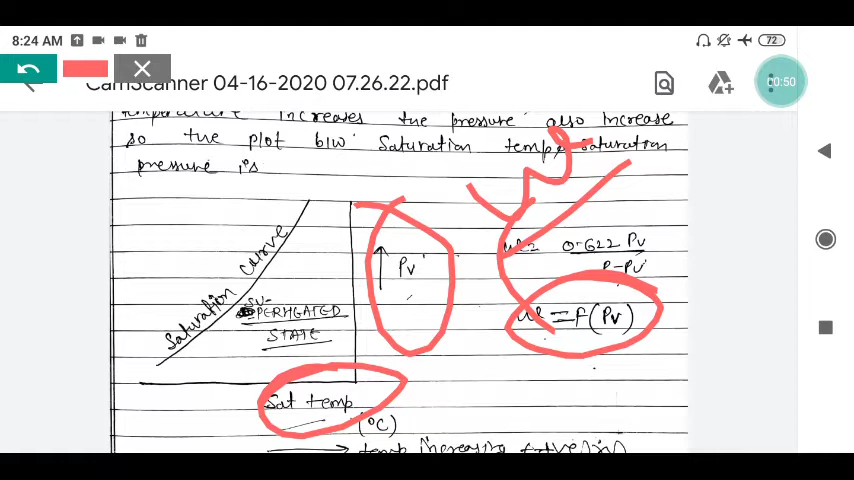 8:24 AM
72
CamScanner 04-16-2020 07.26.22.pdf
00:50
temperature increases the pressure also increase
so the plot b/w Saturation temp, saturation
pressure is
Saturation curve
SU-
PERHEATED
STATE
Pv
0.622 Pv
P-Pv
= f(Pv)
Sat temp
(°C)
temp increasing